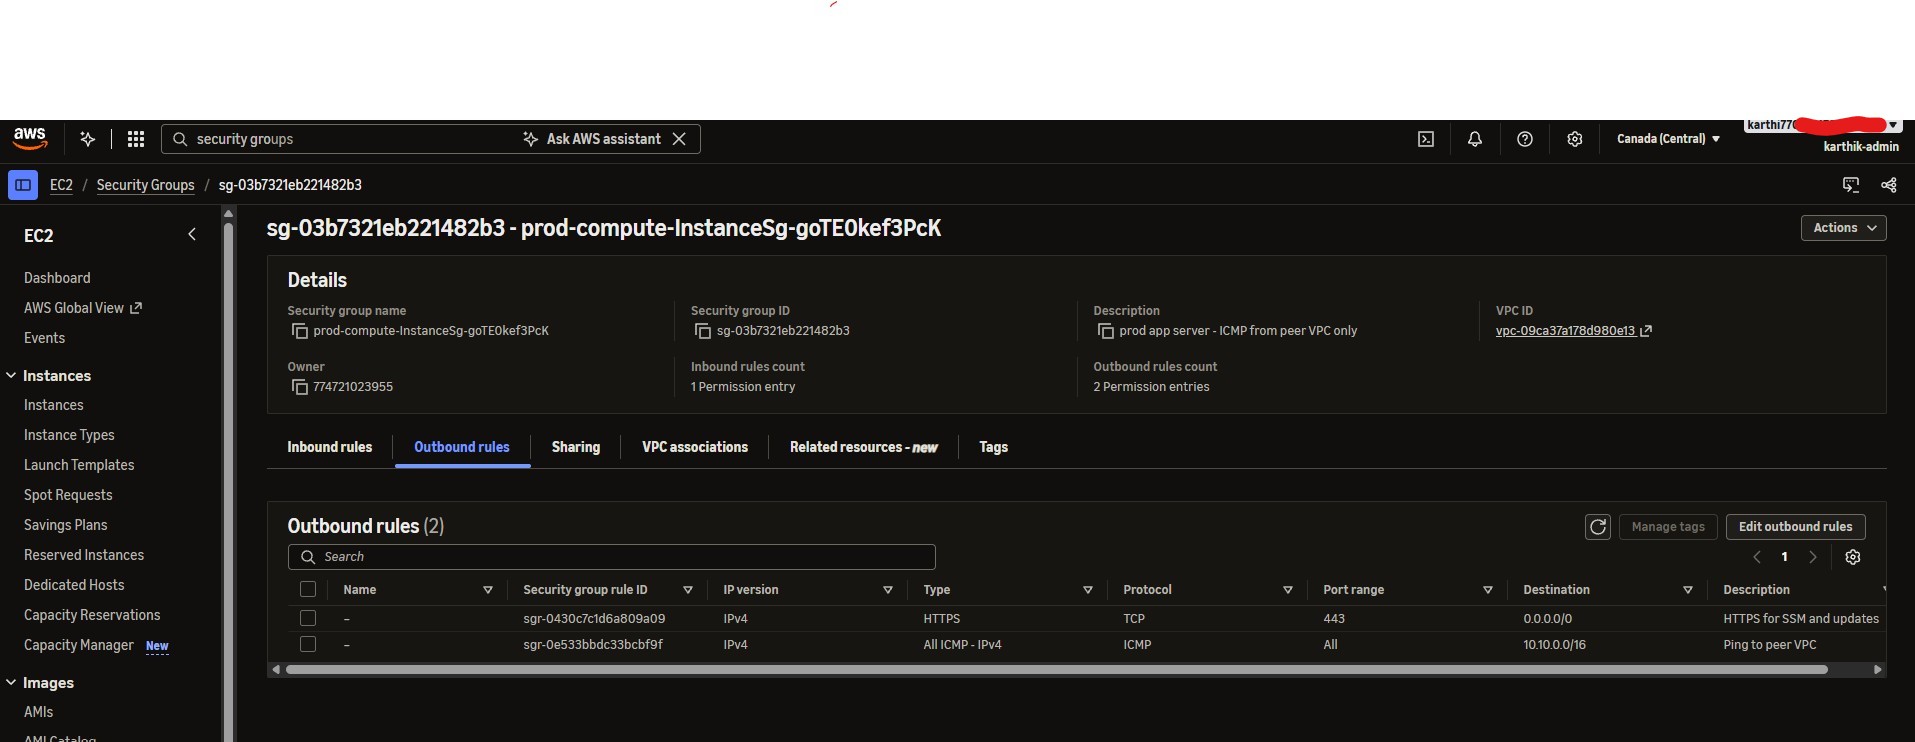 aws
security groups
Ask AWS assistant
Canada (Central)
karthi77
karthik-admin
EC2 / Security Groups / sg-03b7321eb221482b3
EC2
Dashboard
AWS Global View
Events
Instances
Instances
Instance Types
Launch Templates
Spot Requests
Savings Plans
Reserved Instances
Dedicated Hosts
Capacity Reservations
Capacity Manager New
Images
AMIs
AMI Catalog
sg-03b7321eb221482b3 - prod-compute-InstanceSg-goTE0kef3PcK
Actions
Details
Security group name
prod-compute-InstanceSg-goTE0kef3PcK
Security group ID
sg-03b7321eb221482b3
Description
prod app server - ICMP from peer VPC only
VPC ID
vpc-09ca37a178d980e13
Owner
774721023955
Inbound rules count
1 Permission entry
Outbound rules count
2 Permission entries
Inbound rules
Outbound rules
Sharing
VPC associations
Related resources - new
Tags
Outbound rules (2)
Manage tags
Edit outbound rules
Search
1
Name Security group rule ID IP version Type Protocol Port range Destination Description
– sgr-0430c7c1d6a809a09 IPv4 HTTPS TCP 443 0.0.0.0/0 HTTPS for SSM and updates
– sgr-0e533bbdc33bcbf9f IPv4 All ICMP - IPv4 ICMP All 10.10.0.0/16 Ping to peer VPC